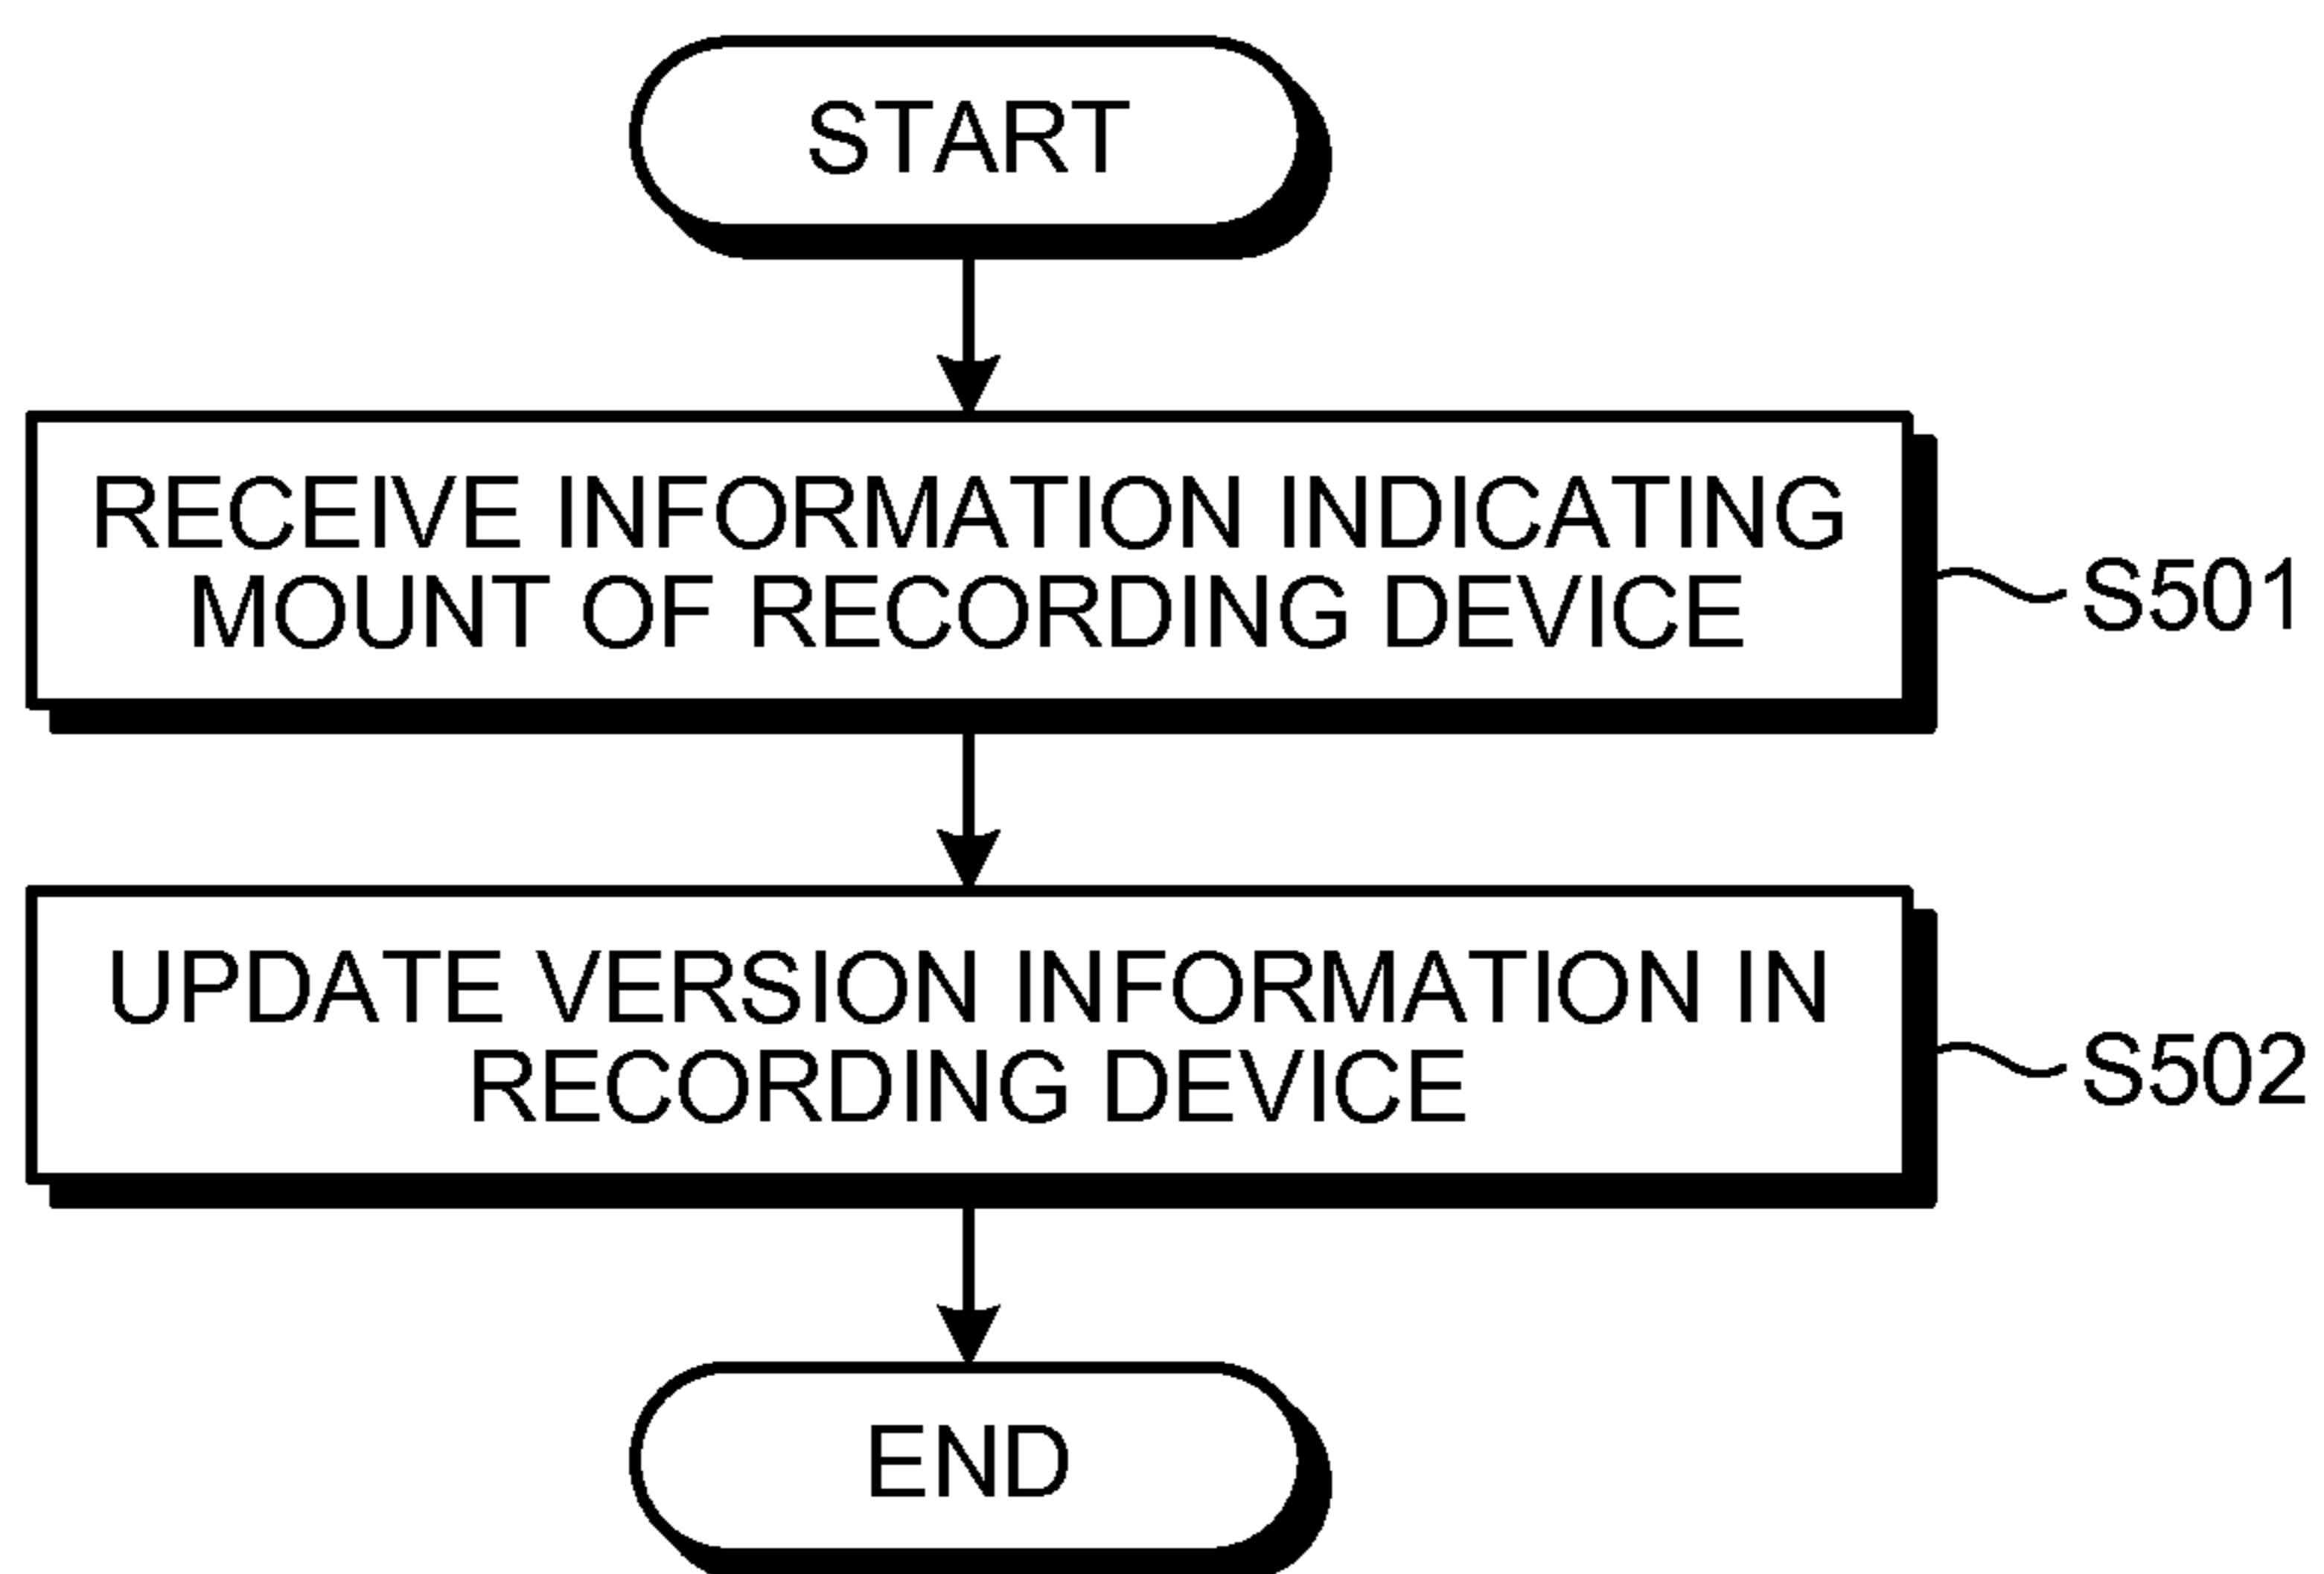 START
RECEIVE INFORMATION INDICATING
MOUNT OF RECORDING DEVICE
S501
UPDATE VERSION INFORMATION IN
RECORDING DEVICE
S502
END